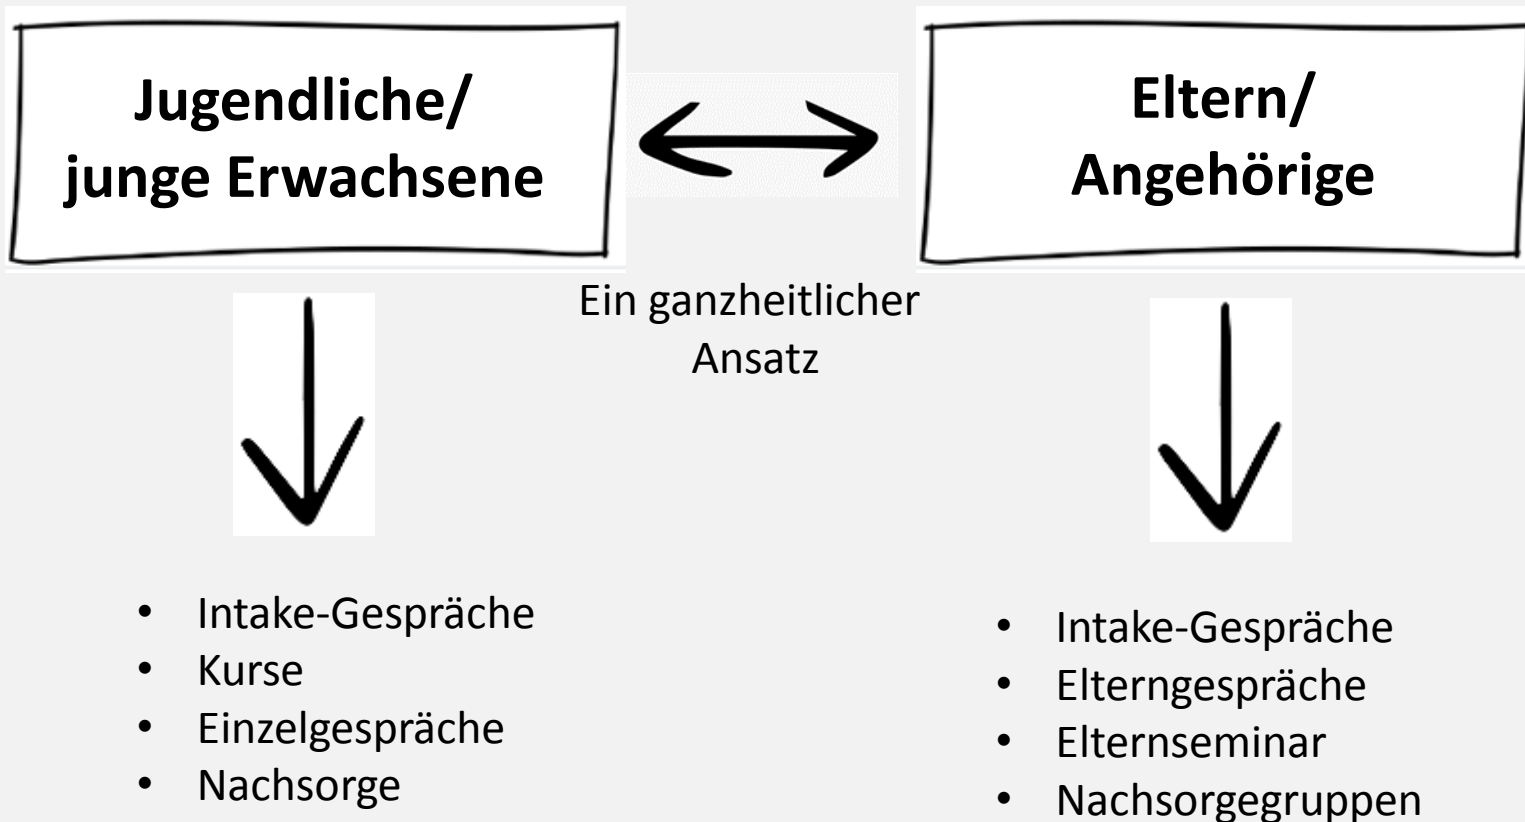 Jugendliche/
junge Erwachsene
Eltern/
Angehörige
Ein ganzheitlicher
Ansatz
• Intake-Gespräche
• Kurse
• Einzelgespräche
• Nachsorge
• Intake-Gespräche
• Elterngespräche
• Elternseminar
• Nachsorgegruppen